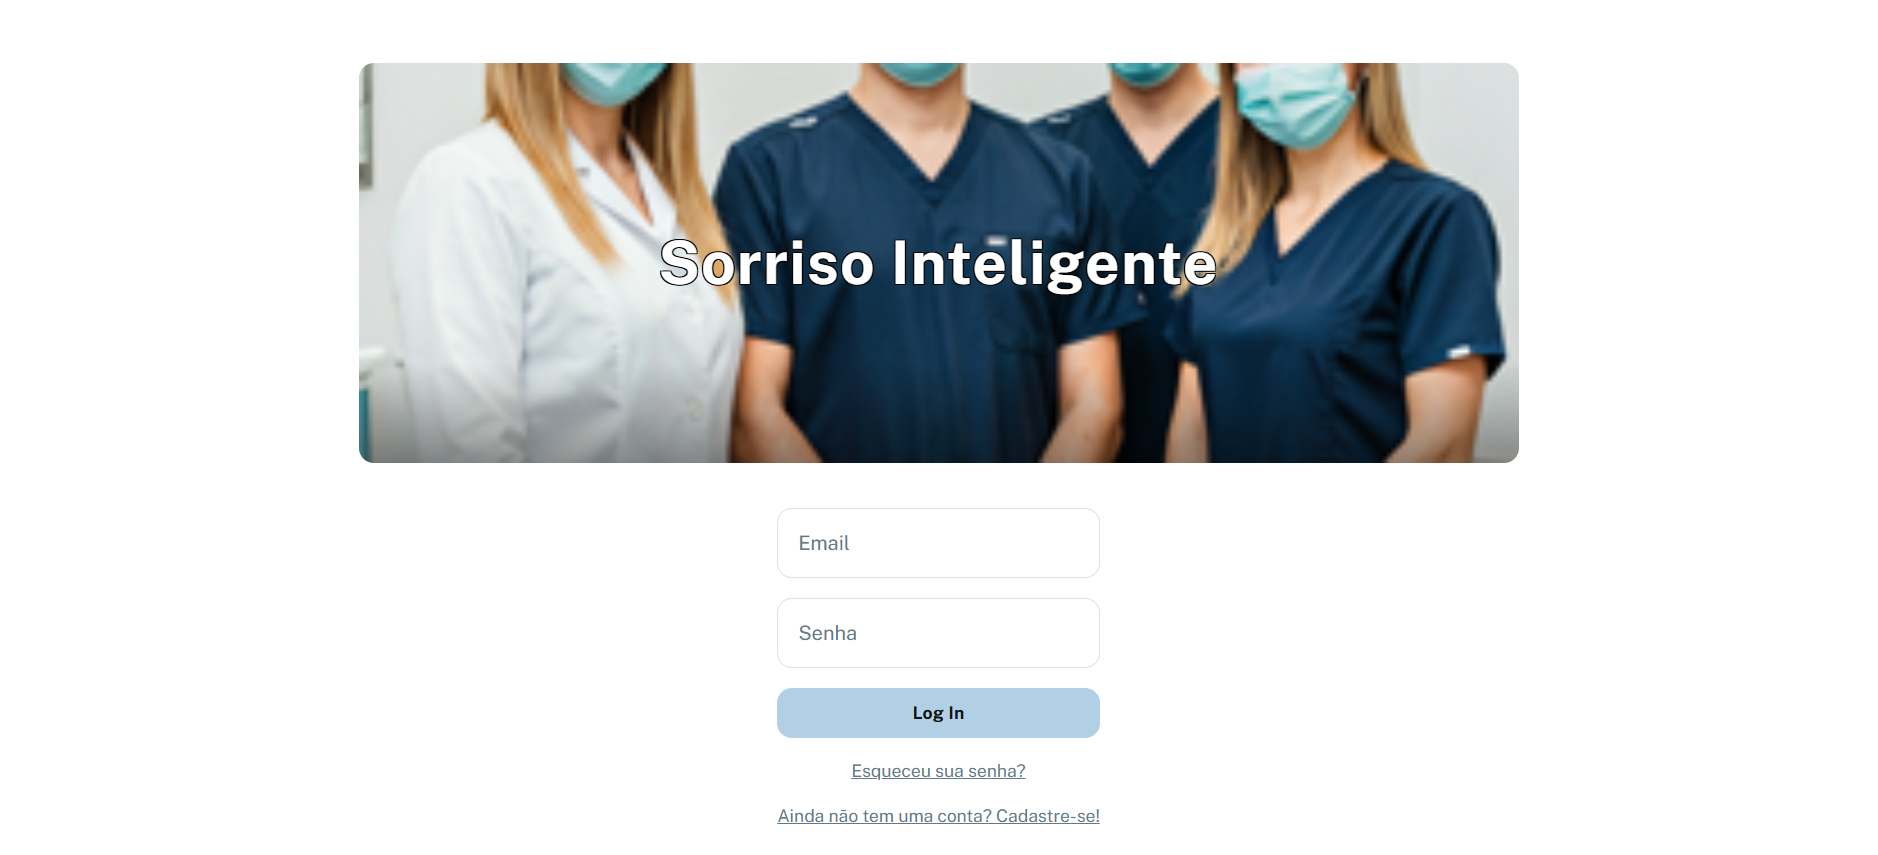 Sorriso Inteligente
Email
Senha
Log In
Esqueceu sua senha?
Ainda não tem uma conta? Cadastre-se!